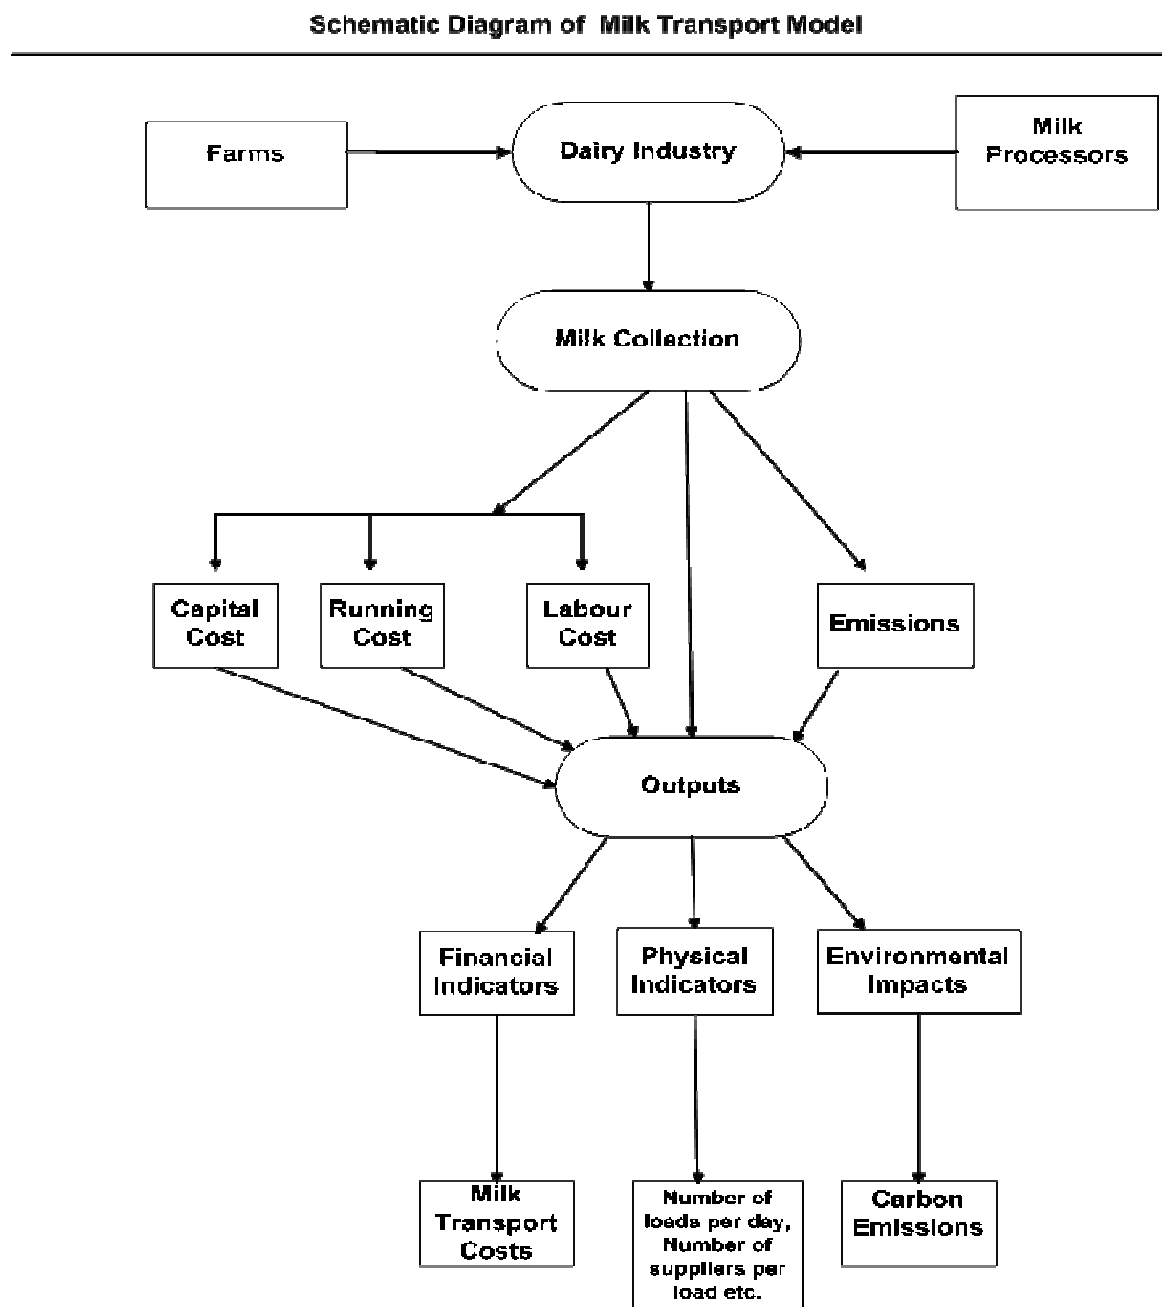 Schematic Diagram of Milk Transport Model
Farms
Dairy Industry
Milk
Processors
Milk Collection
Capital
Cost
Running
Cost
Labour
Cost
Emissions
Outputs
Financial
Indicators
Physical
Indicators
Environmental
Impacts
Milk
Transport
Costs
Number of
loads per day,
Number of
suppliers per
load etc.
Carbon
Emissions